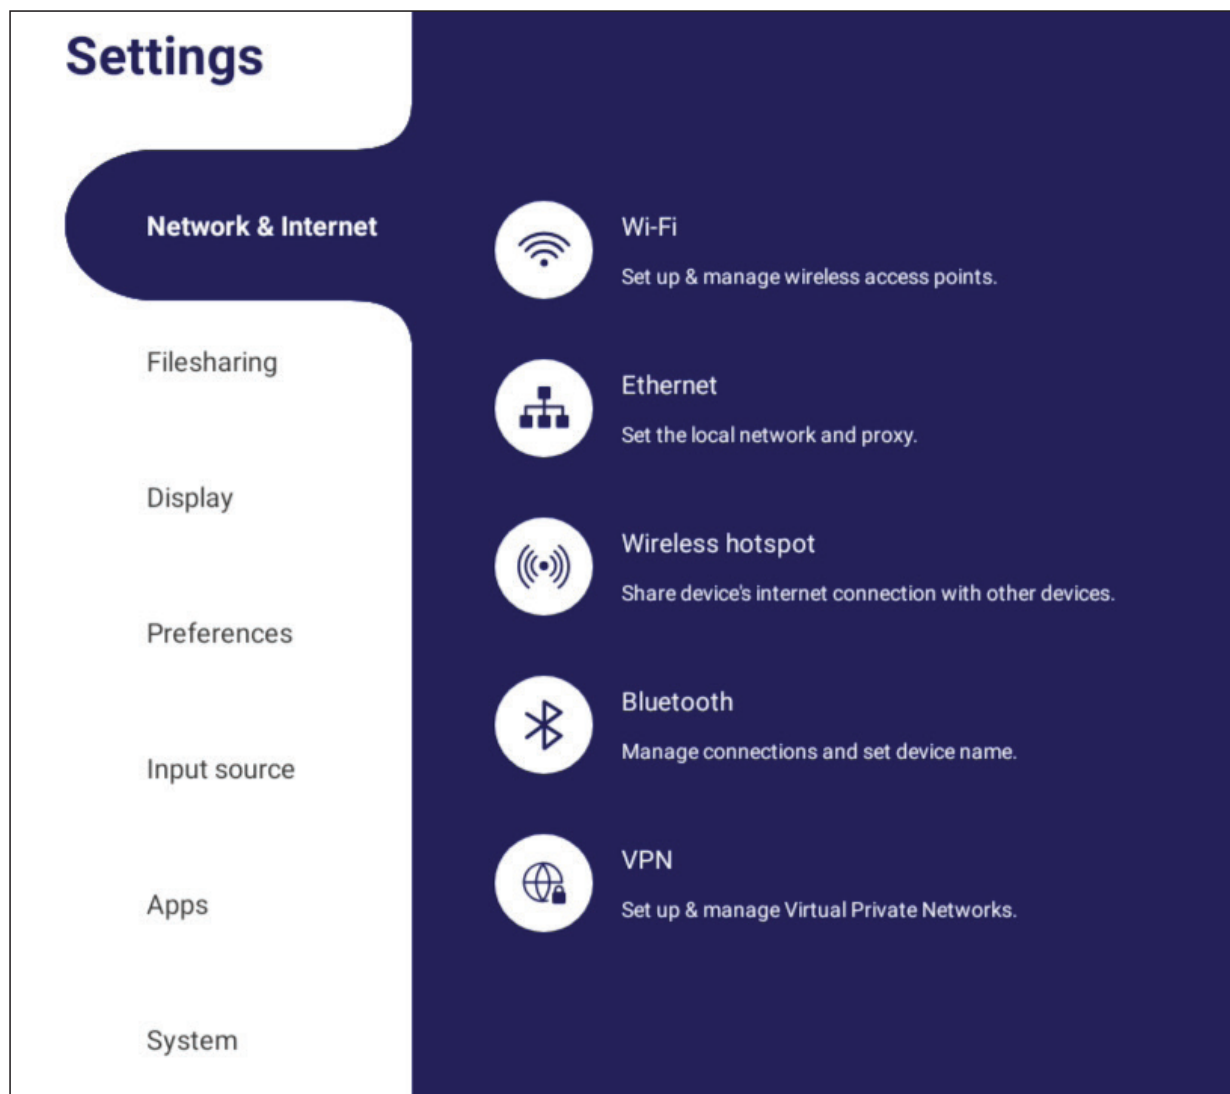 Settings
Network & Internet
Filesharing
Display
Preferences
Input source
Apps
System
Wi-Fi
Set up & manage wireless access points.
Ethernet
Set the local network and proxy.
Wireless hotspot
Share device's internet connection with other devices.
Bluetooth
Manage connections and set device name.
VPN
Set up & manage Virtual Private Networks.